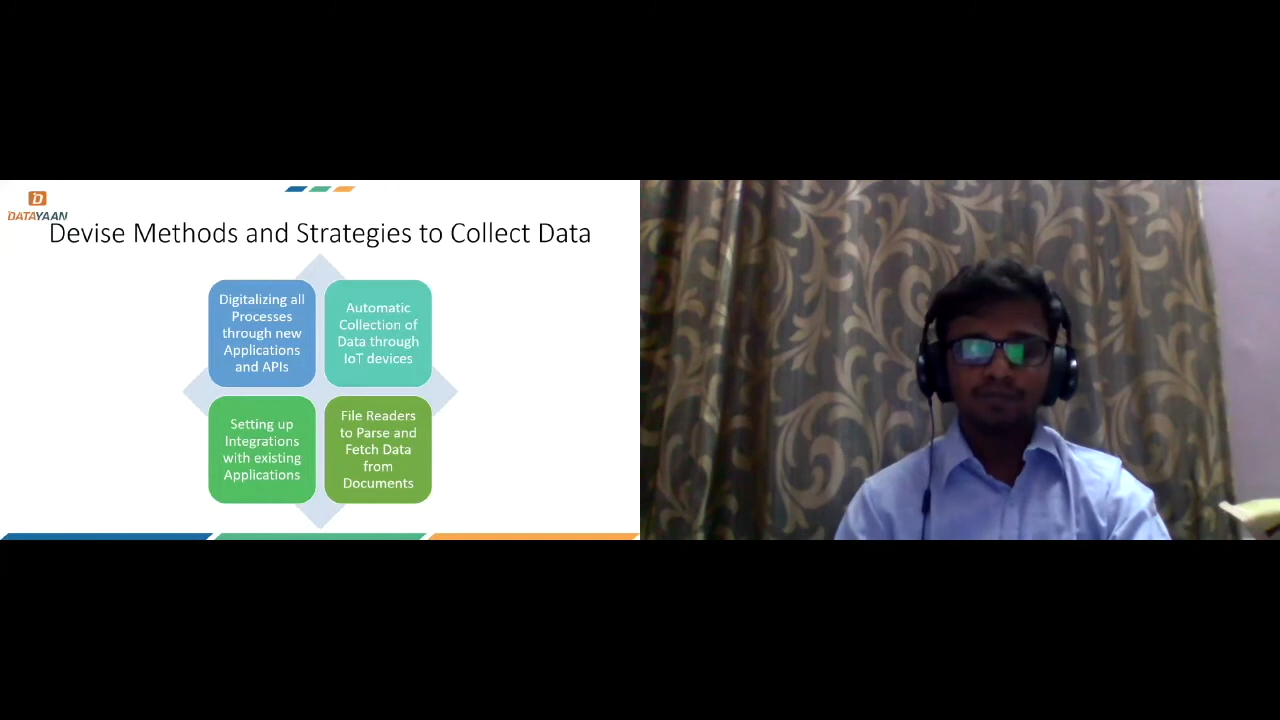 DATAYAAN
Devise Methods and Strategies to Collect Data
Digitalizing all
Processes
through new
Applications
and APIs
Automatic
Collection of
Data through
IoT devices
Setting up
Integrations
with existing
Applications
File Readers
to Parse and
Fetch Data
from
Documents